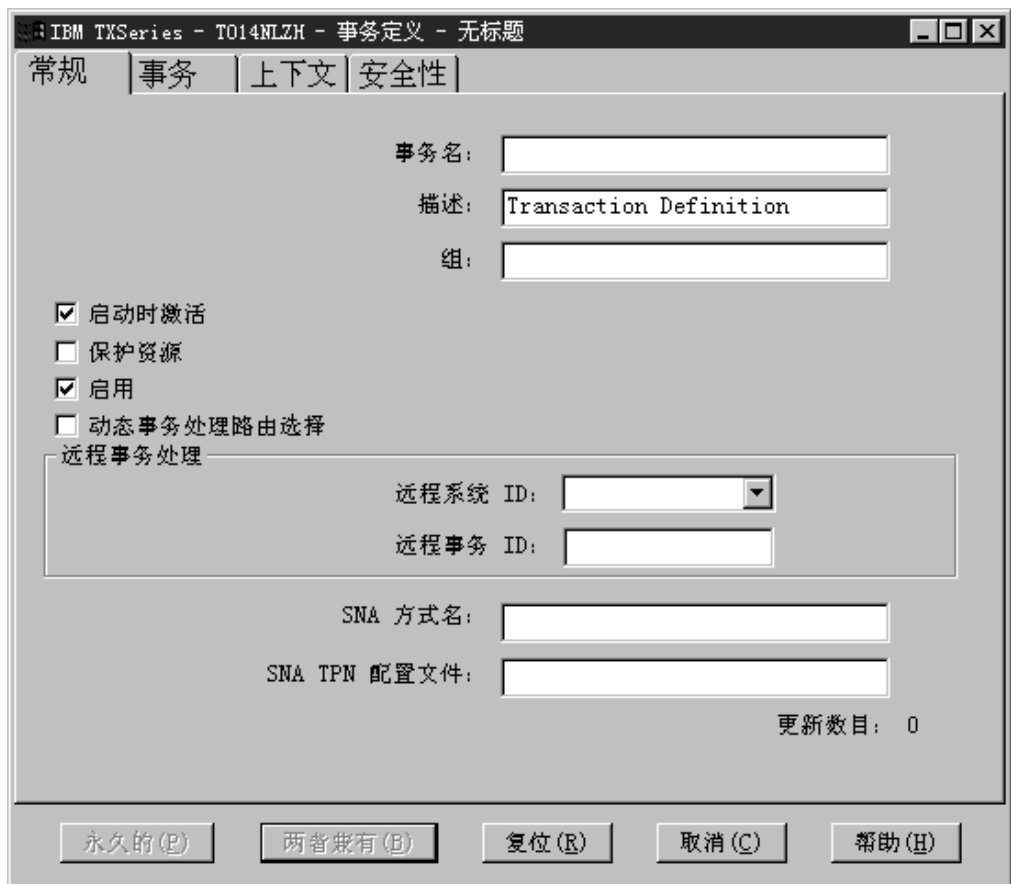 IBM TXSeries - TO14NLZH - 事务定义 - 无标题
常规 事务 上下文 安全性
事务名:
描述: Transaction Definition
组:
启动时激活
保护资源
启用
动态事务处理路由选择
远程事务处理
远程系统 ID:
远程事务 ID:
SNA 方式名:
SNA TPN 配置文件:
更新数目: 0
永久的(P) 两者兼有(B) 复位(R) 取消(C) 帮助(H)